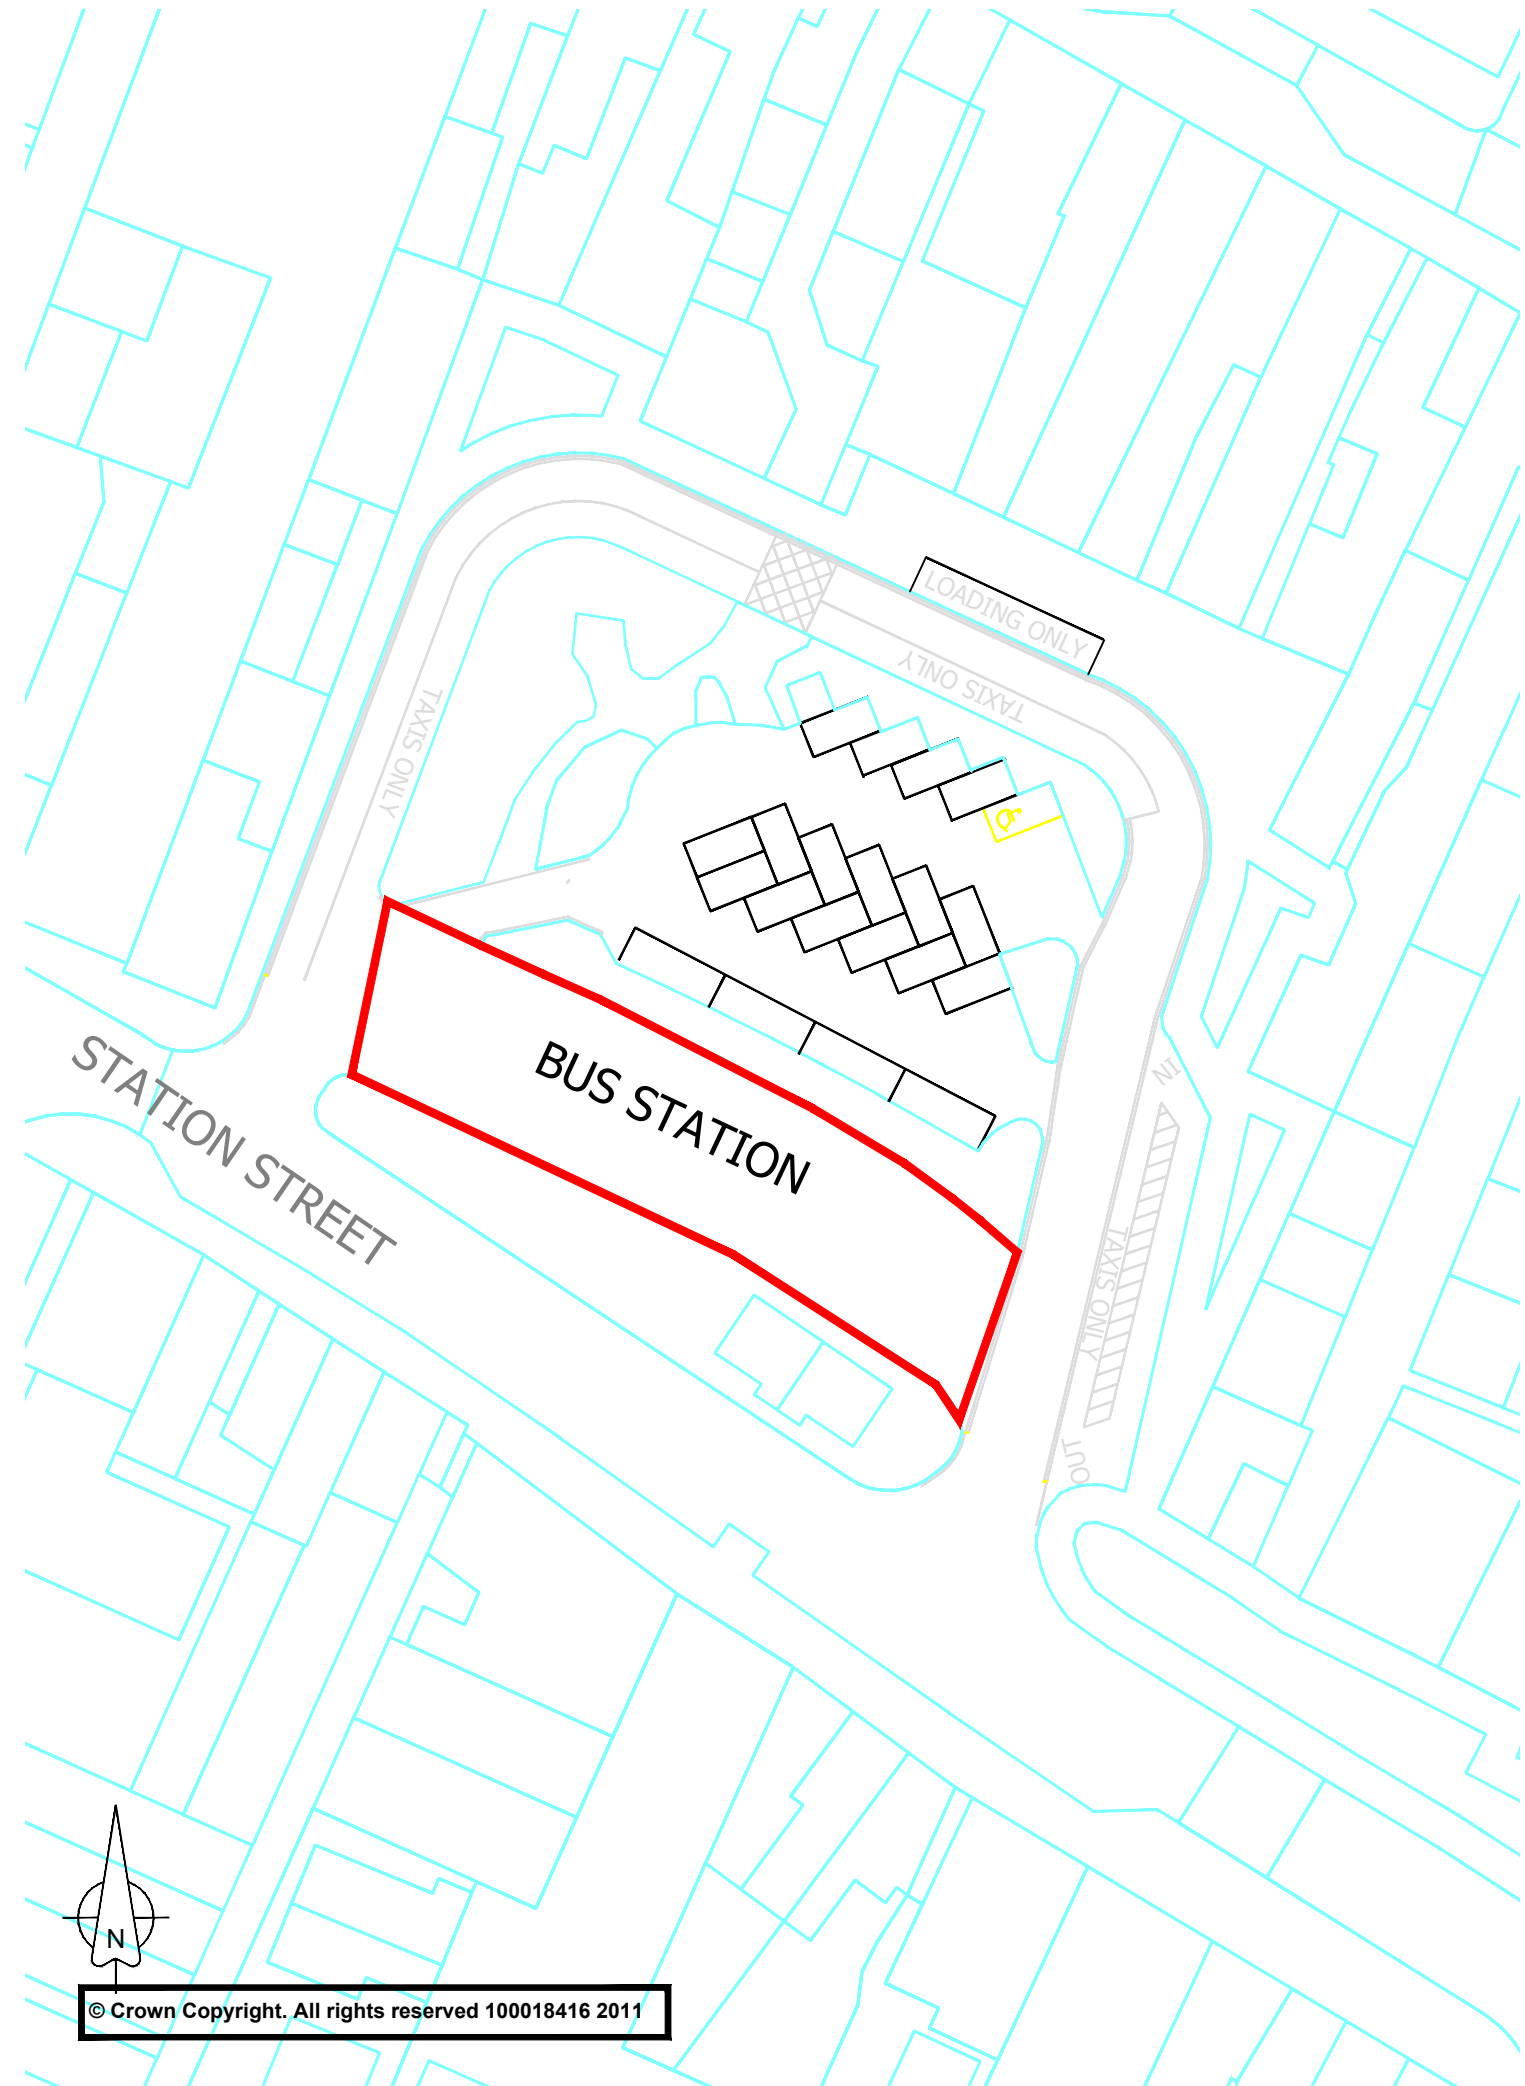 LOADING ONLY
TAXIS ONLY
TAXIS ONLY
BUS STATION
STATION STREET
IN
TAXIS ONLY
OUT
N
© Crown Copyright. All rights reserved 100018416 2011